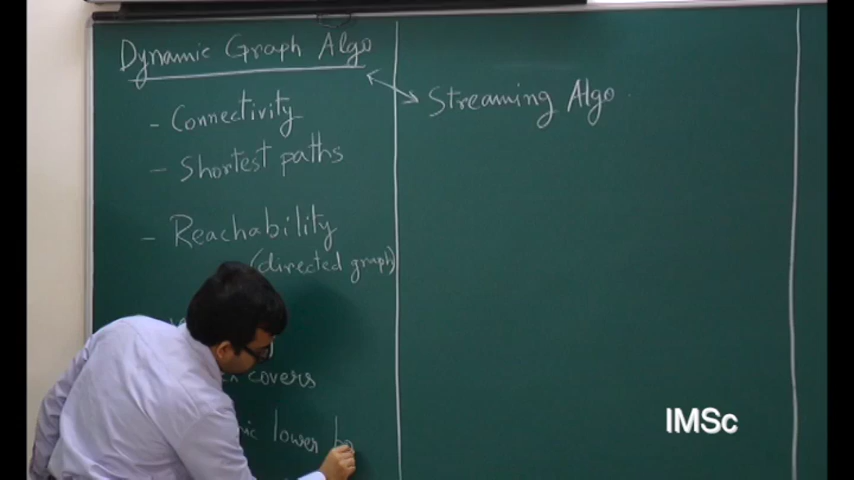 Dynamic Graph Algo
- Connectivity
- Shortest paths
- Reachability
(directed graph)
covers
lower
Streaming Algo
IMSc